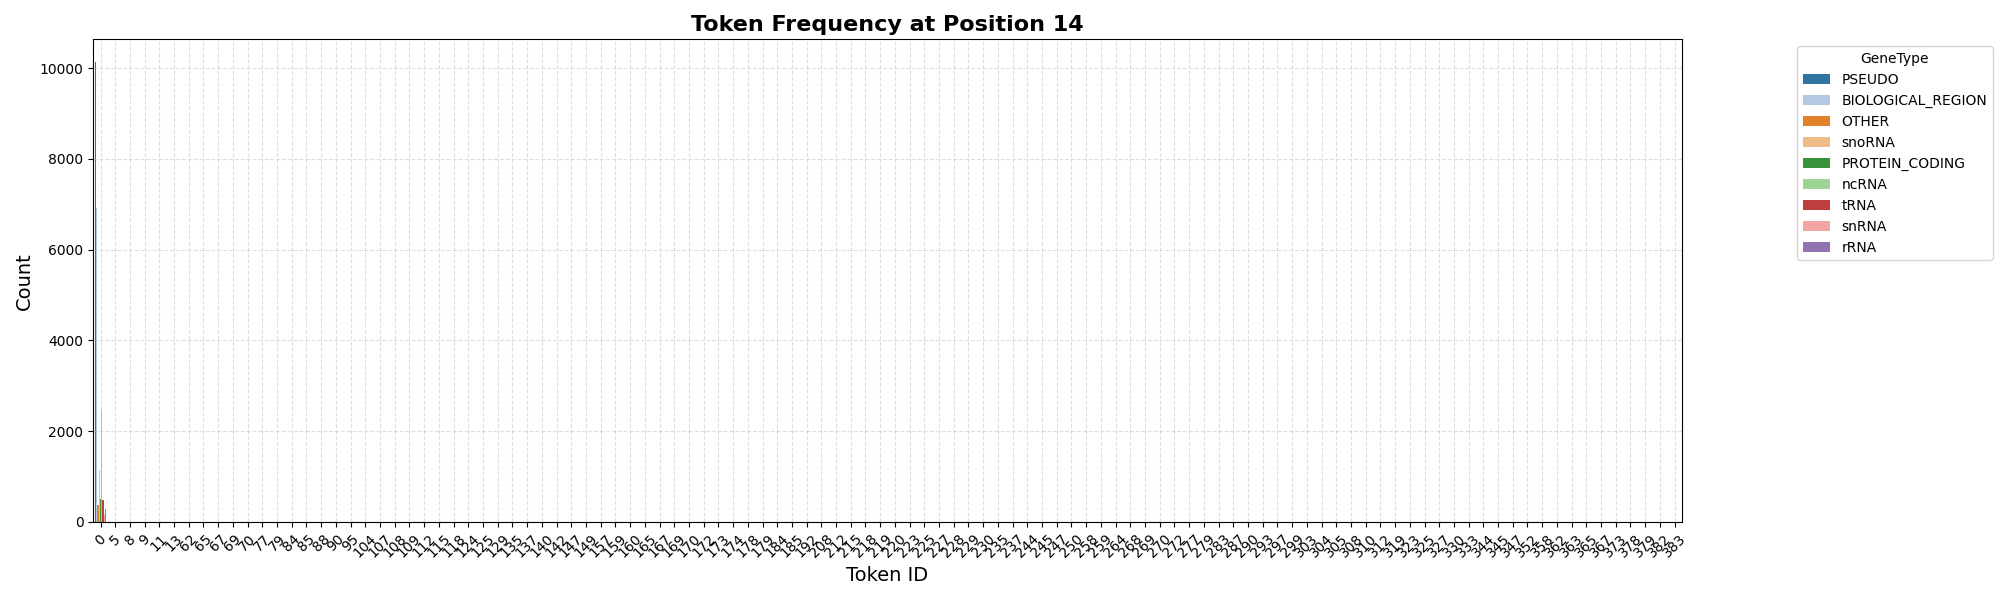 Token Frequency at Position 14
GeneType
PSEUDO
BIOLOGICAL_REGION
OTHER
snoRNA
PROTEIN_CODING
ncRNA
tRNA
snRNA
rRNA
10000
8000
6000
4000
2000
0
Count
0 5 8 9 11 13 62 65 67 69 70 77 79 84 85 88 90 95 104 107 108 109 112 115 118 124 125 129 135 137 140 142 147 149 157 159 160 165 167 169 170 172 173 174 178 179 184 185 192 208 212 215 218 219 220 223 225 227 228 229 230 235 237 244 245 247 250 258 259 264 268 269 270 272 277 279 283 287 290 293 297 299 303 304 305 308 310 312 319 323 325 327 330 333 344 345 347 352 358 362 363 365 367 373 378 379 382 383
Token ID